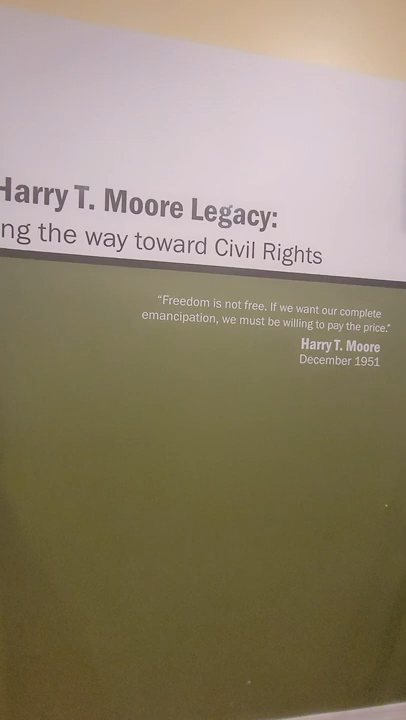 Harry T. Moore Legacy:
ng the way toward Civil Rights
“Freedom is not free. If we want our complete
emancipation, we must be willing to pay the price.”
Harry T. Moore
December 1951